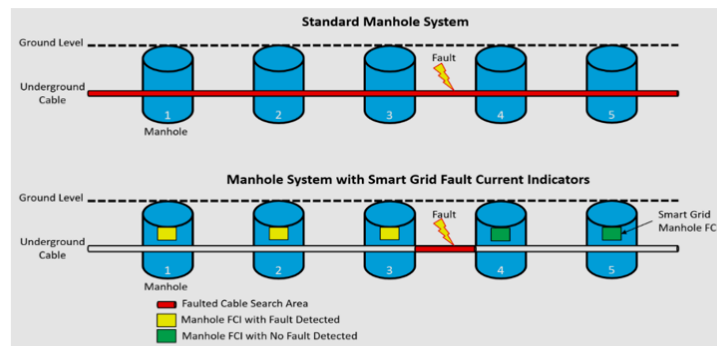 Standard Manhole System
Ground Level
Fault
Underground
Cable
1 2 3 4 5
Manhole
Manhole System with Smart Grid Fault Current Indicators
Ground Level
Fault
Smart Grid
Manhole FC
Underground
Cable
1 2 3 4 5
Manhole
Faulted Cable Search Area
Manhole FCI with Fault Detected
Manhole FCI with No Fault Detected